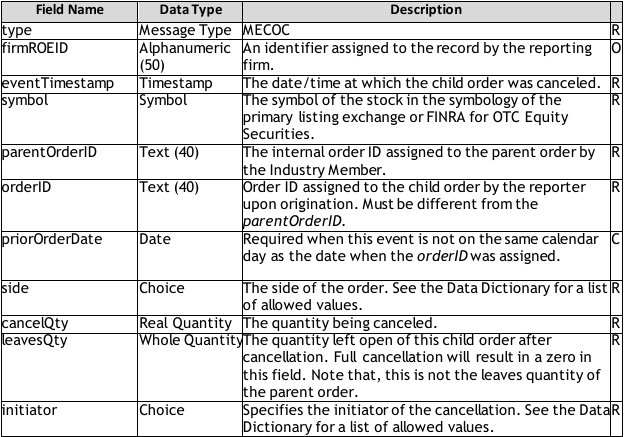 Field Name Data Type Description
type Message Type MECOC R
firmROEID Alphanumeric An identifier assigned to the record by the reporting O
(50) firm.
eventTimestamp Timestamp The date/time at which the child order was canceled. R
symbol Symbol The symbol of the stock in the symbology of the R
primary listing exchange or FINRA for OTC Equity
Securities.
parentOrderID Text (40) The internal order ID assigned to the parent order by R
the Industry Member.
orderID Text (40) Order ID assigned to the child order by the reporter R
upon origination. Must be different from the
parentOrderID.
priorOrderDate Date Required when this event is not on the same calendar C
day as the date when the orderID was assigned.
side Choice The side of the order. See the Data Dictionary for a list R
of allowed values.
cancelQty Real Quantity The quantity being canceled. R
leavesQty Whole Quantity The quantity left open of this child order after R
cancellation. Full cancellation will result in a zero in
this field. Note that, this is not the leaves quantity of
the parent order.
initiator Choice Specifies the initiator of the cancellation. See the Data R
Dictionary for a list of allowed values.